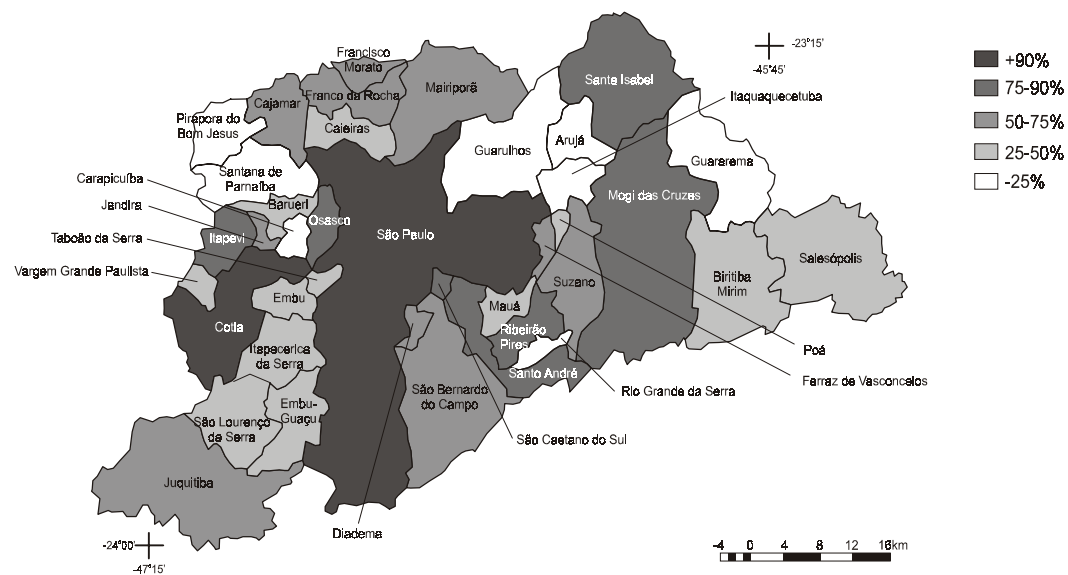 Francisco
Morato
Franco da Rocha
Mairiporã
Cajamar
Caieiras
Pirapora do
Bom Jesus
Santana de
Parnaíba
Carapicuíba
Jandira
Taboão da Serra
Vargem Grande Paulista
Barueri
Osasco
Itapevi
São Paulo
Guarulhos
Arujá
Santa Isabel
Itaquaquecetuba
Guararema
Mogi das Cruzes
-23°15'
-45°45'
+90%
75-90%
50-75%
25-50%
-25%
Salesópolis
Biritiba
Mirim
Suzano
Embu
Cotia
Itapecerica
da Serra
Embu-
Guaçu
São Lourenço
da Serra
Juquitiba
Mauá
Ribeirão
Pires
Santo André
São Bernardo
do Campo
Poá
Ferraz de Vasconcelos
Rio Grande da Serra
São Caetano do Sul
Diadema
-24°00'
-47°15'
-4 0 4 8 12 16km